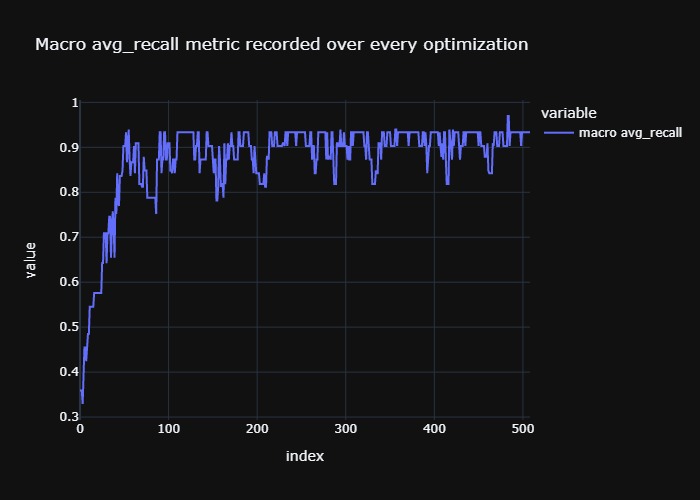 Macro avg_recall metric recorded over every optimization
variable
macro avg_recall
1
0.9
0.8
0.7
0.6
0.5
0.4
0.3
value
0 100 200 300 400 500
index